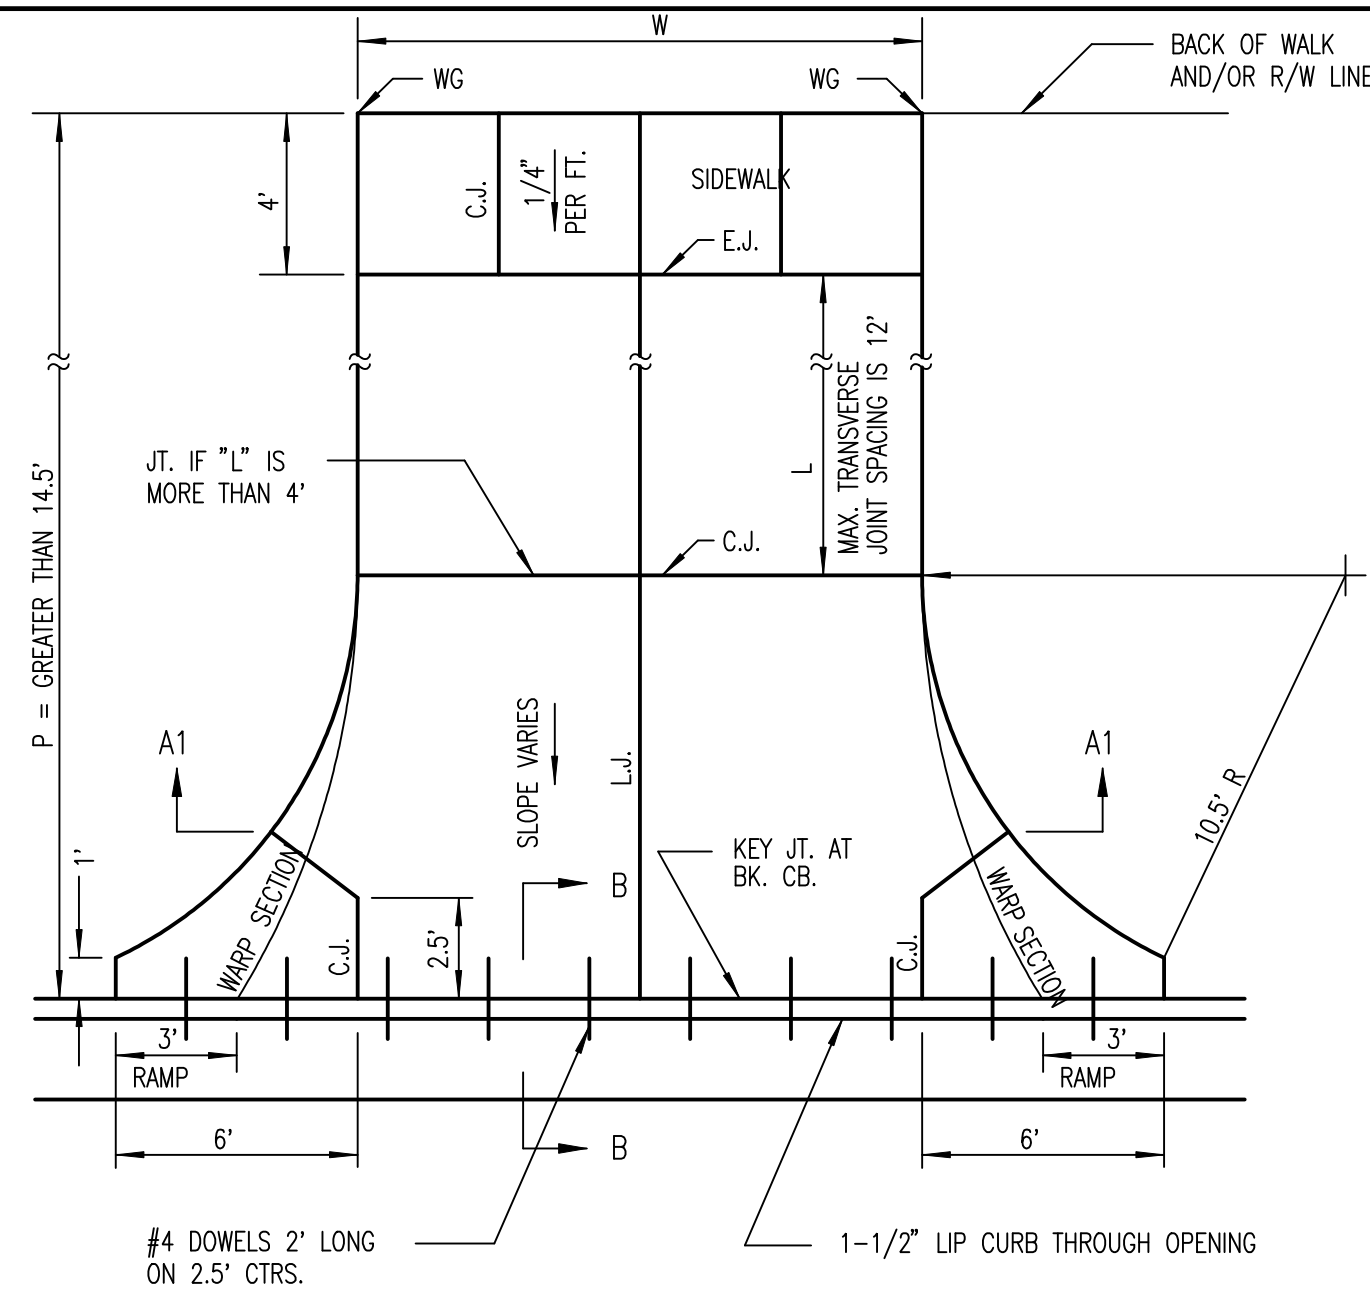 W
BACK OF WALK
AND/OR R/W LINE
WG
WG
4'
C.J.
1/4"
PER FT.
SIDEWALK
E.J.
P = GREATER THAN 14.5'
JT. IF "L" IS
MORE THAN 4'
L
MAX. TRANSVERSE
JOINT SPACING IS 12'
C.J.
A1
SLOPE VARIES
L.J.
A1
10.5' R
1'
WARP SECTION
C.J.
2.5'
B
KEY JT. AT
BK. CB.
C.J.
WARP SECTION
3'
RAMP
3'
RAMP
6'
B
6'
#4 DOWELS 2' LONG
ON 2.5' CTRS.
1-1/2" LIP CURB THROUGH OPENING